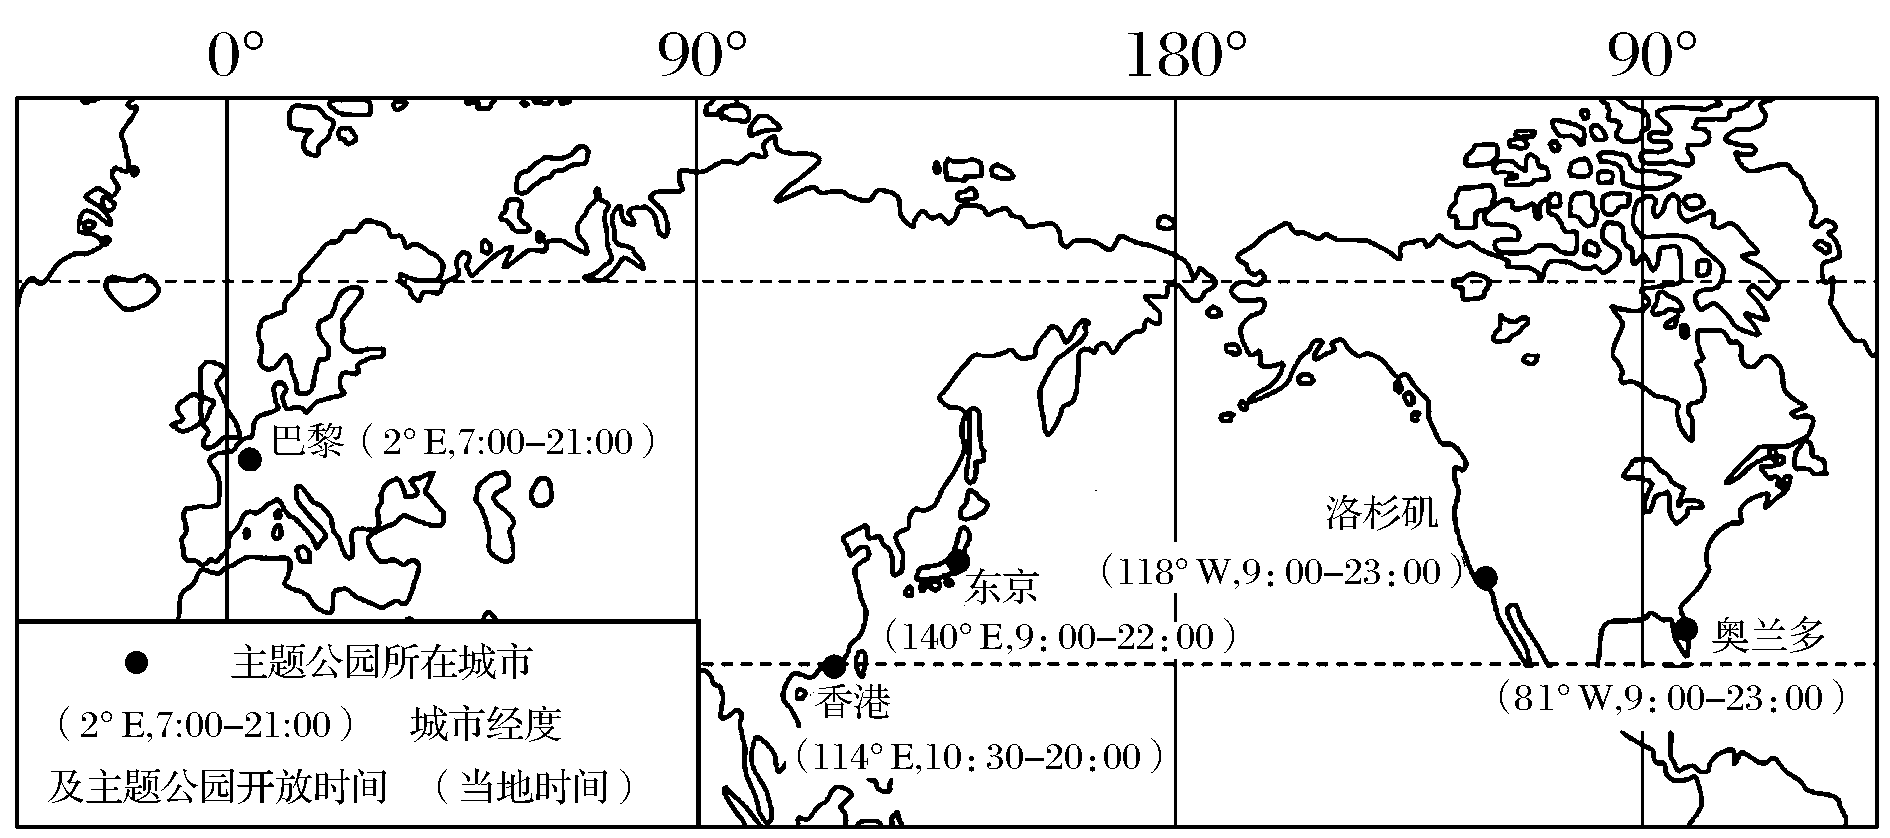 0° 90° 180° 90°
巴黎（2°E,7:00–21:00）
洛杉矶
（118°W,9：00–23：00）
东京
（140°E,9：00–22：00）
奥兰多
（81°W,9：00–23：00）
香港
（114°E,10：30–20：00）
主题公园所在城市
（2°E,7:00–21:00） 城市经度
及主题公园开放时间 （当地时间）